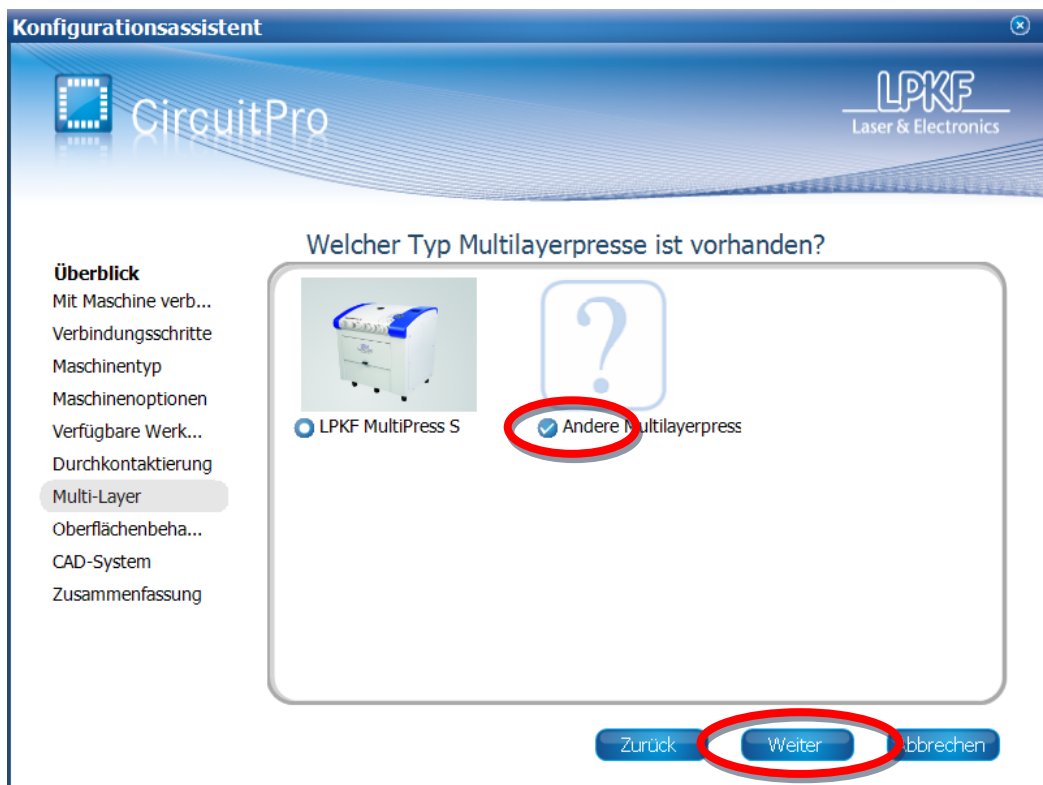 Konfigurationsassistent
CircuitPro
LPKF
Laser & Electronics
Welcher Typ Multilayerpresse ist vorhanden?
Überblick
Mit Maschine verb...
Verbindungsschritte
Maschinentyp
Maschinenoptionen
Verfügbare Werk...
Durchkontaktierung
Multi-Layer
Oberflächenbeha...
CAD-System
Zusammenfassung
?
LPKF MultiPress S
Andere Multilayerpress
Zurück
Weiter
Abbrechen